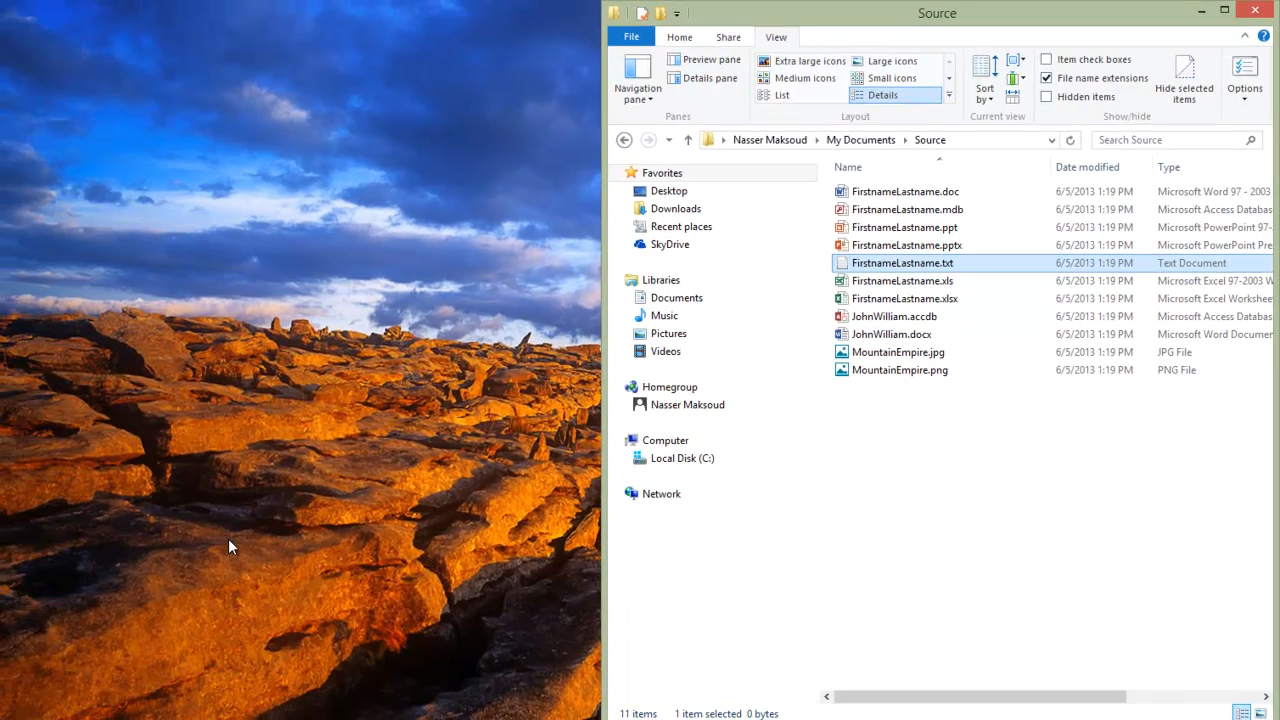 Source
File Home Share View
Navigation pane
Preview pane
Details pane
Panes
Extra large icons Large icons
Medium icons Small icons
List Details
Layout
Sort by
Current view
Item check boxes
File name extensions
Hidden items
Hide selected items
Show/hide
Options
Nasser Maksoud My Documents Source
Search Source
Favorites
Desktop
Downloads
Recent places
SkyDrive
Libraries
Documents
Music
Pictures
Videos
Homegroup
Nasser Maksoud
Computer
Local Disk (C:)
Network
Name Date modified Type
FirstnameLastname.doc 6/5/2013 1:19 PM Microsoft Word 97 - 2003
FirstnameLastname.mdb 6/5/2013 1:19 PM Microsoft Access Databas
FirstnameLastname.ppt 6/5/2013 1:19 PM Microsoft PowerPoint 97-
FirstnameLastname.pptx 6/5/2013 1:19 PM Microsoft PowerPoint Pre
FirstnameLastname.txt 6/5/2013 1:19 PM Text Document
FirstnameLastname.xls 6/5/2013 1:19 PM Microsoft Excel 97-2003 W
FirstnameLastname.xlsx 6/5/2013 1:19 PM Microsoft Excel Workshee
JohnWilliam.accdb 6/5/2013 1:19 PM Microsoft Access Databas
JohnWilliam.docx 6/5/2013 1:19 PM Microsoft Word Documen
MountainEmpire.jpg 6/5/2013 1:19 PM JPG File
MountainEmpire.png 6/5/2013 1:19 PM PNG File
11 items 1 item selected 0 bytes